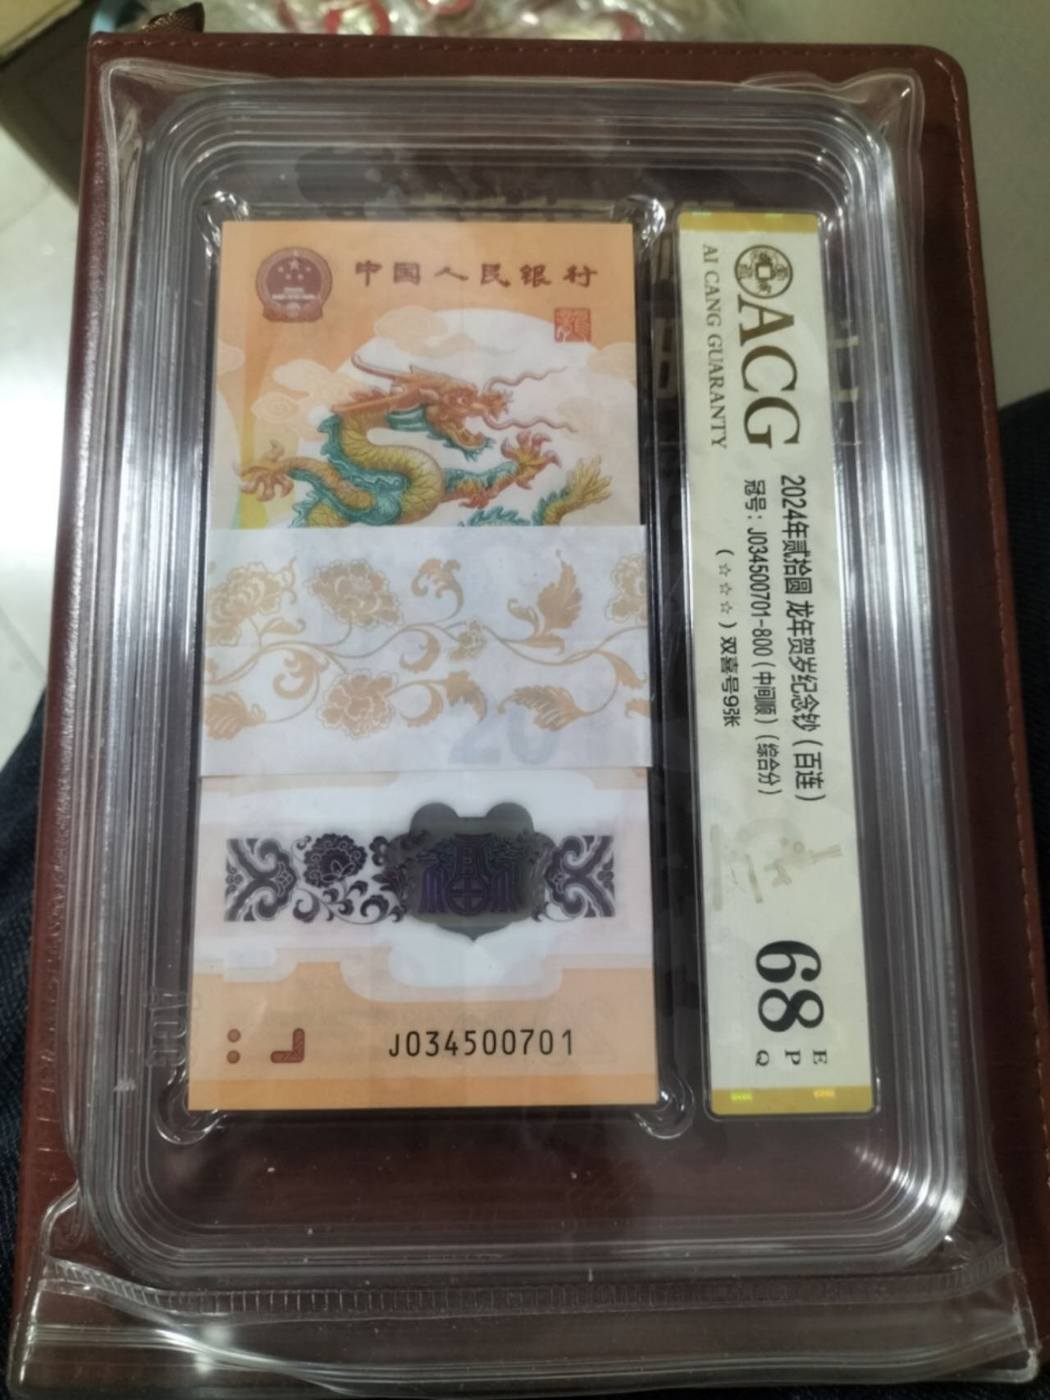 中国人民银行
20
J034500701
ACG
AI CANG GUARANTY
2024年贰拾圆 龙年贺岁纪念钞（百连）
冠号：J034500701-800（中间顺）（综合分）
（☆☆☆）双喜号9张
68
E
P
Q